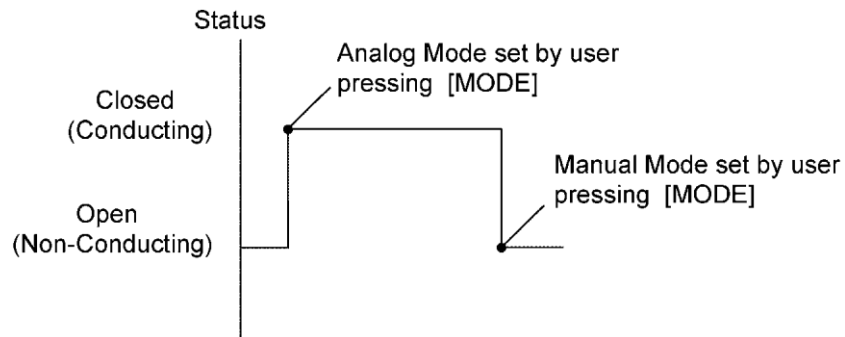 Status
Analog Mode set by user
pressing [MODE]
Closed
(Conducting)
Manual Mode set by user
pressing [MODE]
Open
(Non-Conducting)